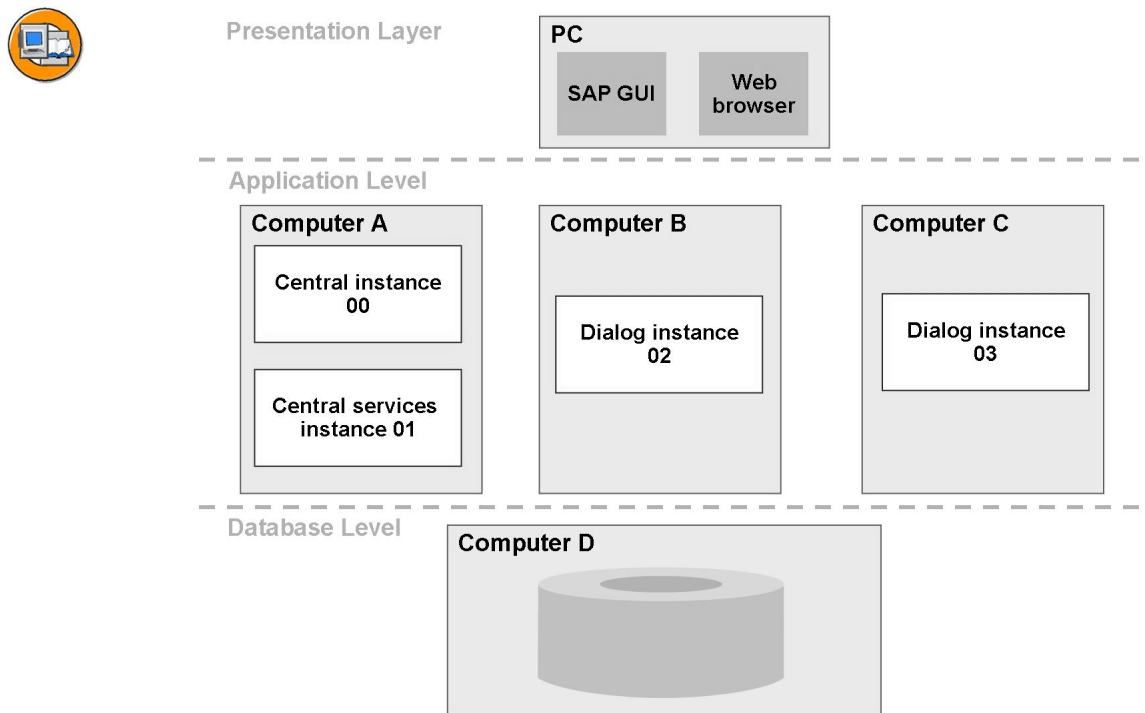 Presentation Layer
PC
SAP GUI
Web
browser
Application Level
Computer A
Central instance
00
Central services
instance 01
Computer B
Dialog instance
02
Computer C
Dialog instance
03
Database Level
Computer D